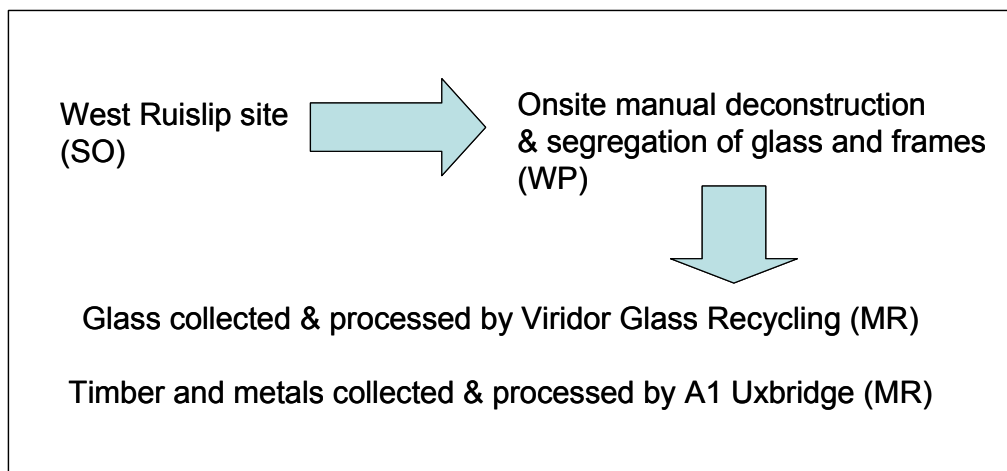 West Ruislip site
(SO)
Onsite manual deconstruction
& segregation of glass and frames
(WP)
Glass collected & processed by Viridor Glass Recycling (MR)
Timber and metals collected & processed by A1 Uxbridge (MR)